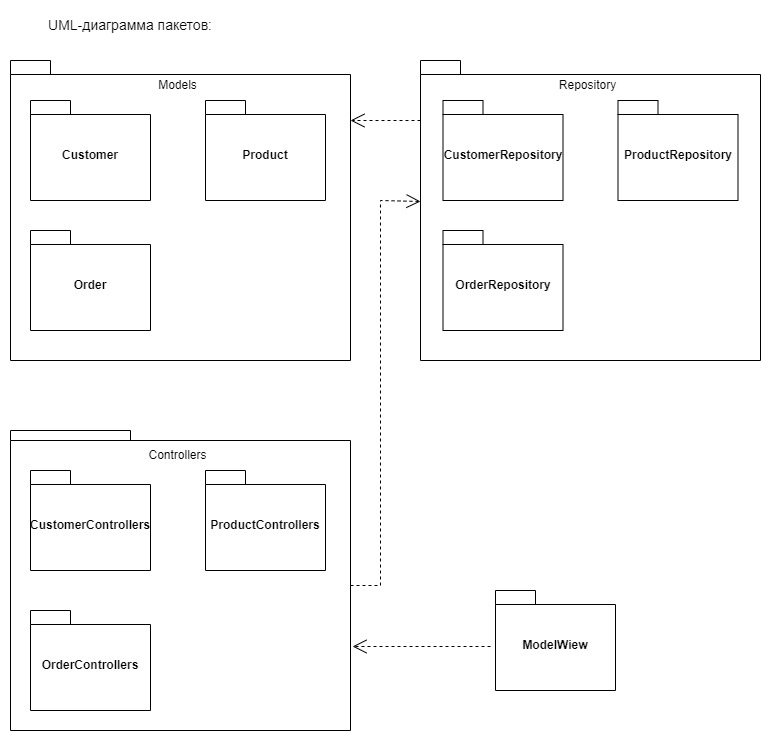 UML-диаграмма пакетов:
Models
Customer
Product
Order
Repository
CustomerRepository
ProductRepository
OrderRepository
Controllers
CustomerControllers
ProductControllers
OrderControllers
ModelWiew